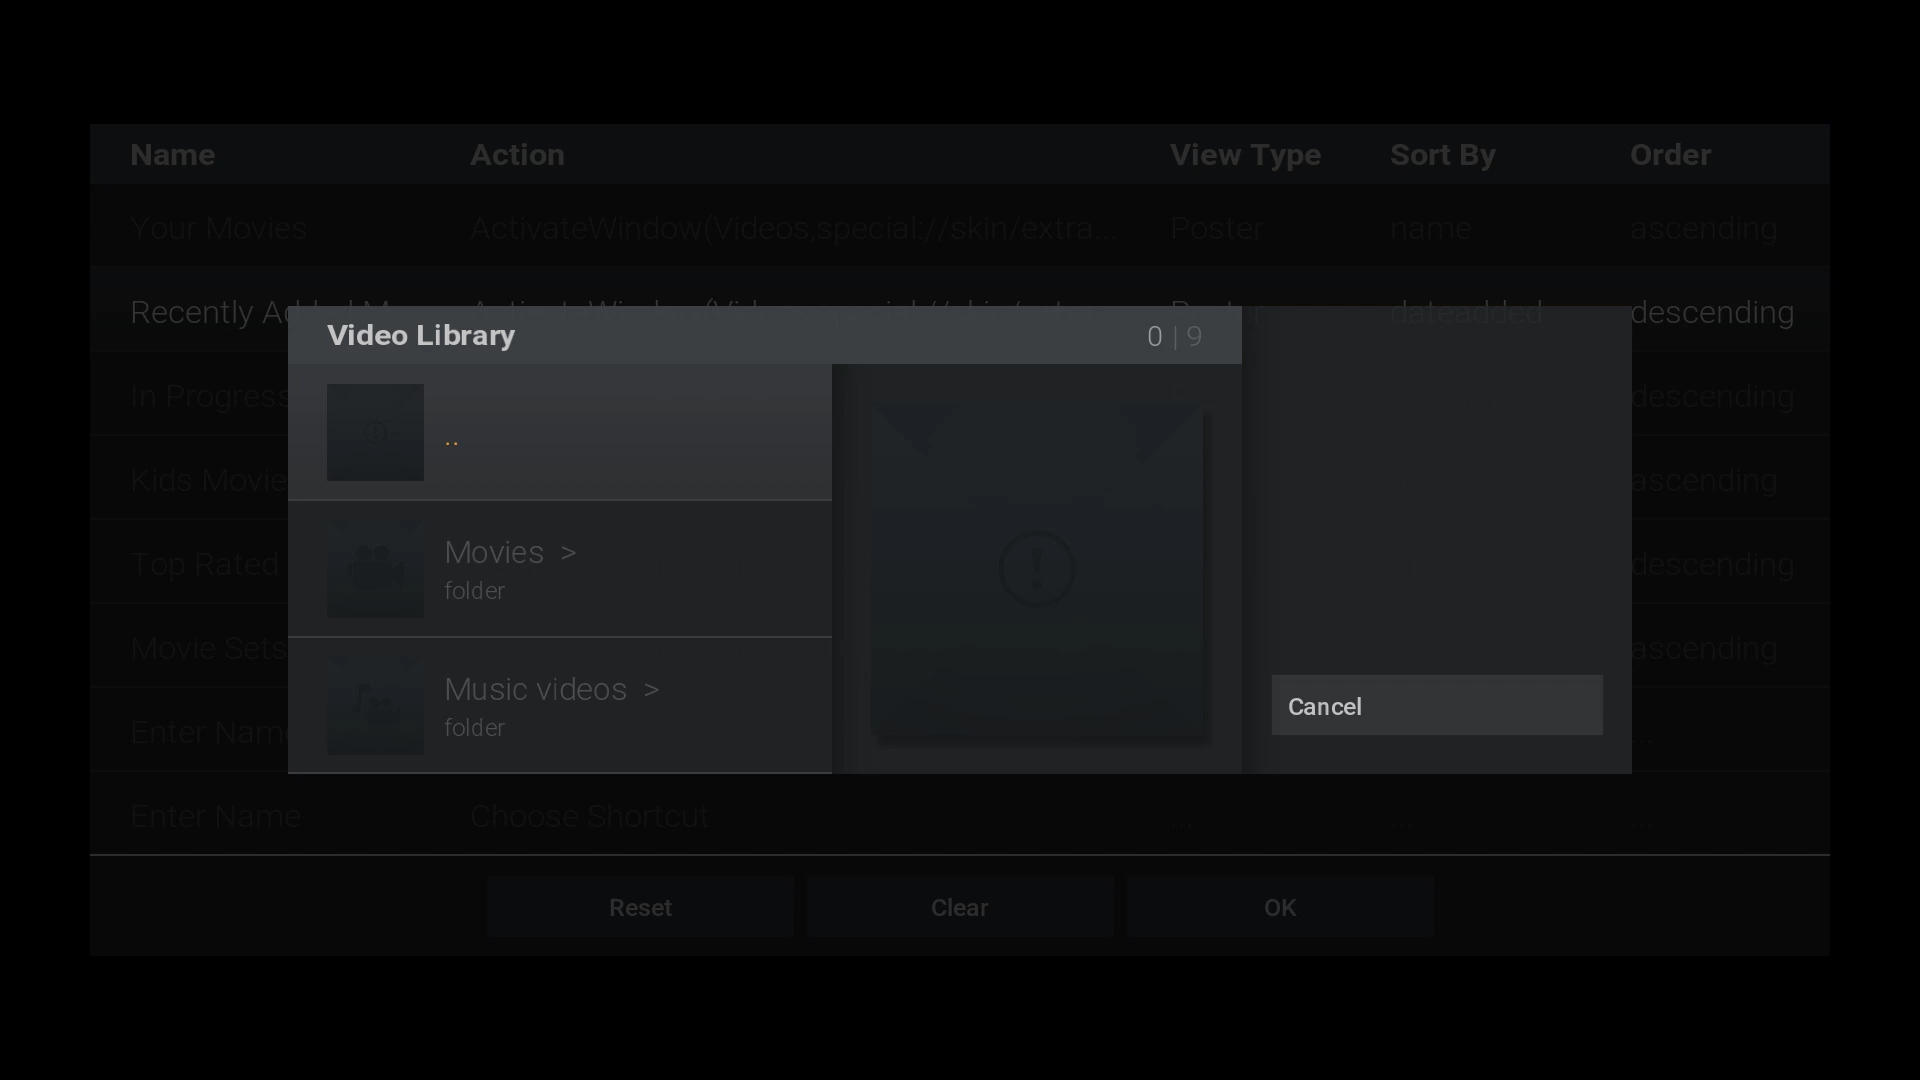 Name Action View Type Sort By Order
Your Movies ActivateWindow(Videos,special://skin/extra... Poster name ascending
Recently dateadded descending
Video Library 0 | 9
..
In Progress descending
Kids Movie ascending
Movies >
folder
Top Rated descending
Movie Sets ascending
Music videos >
folder
Cancel
Enter Name ...
Enter Name Choose Shortcut ... ... ...
Reset Clear OK